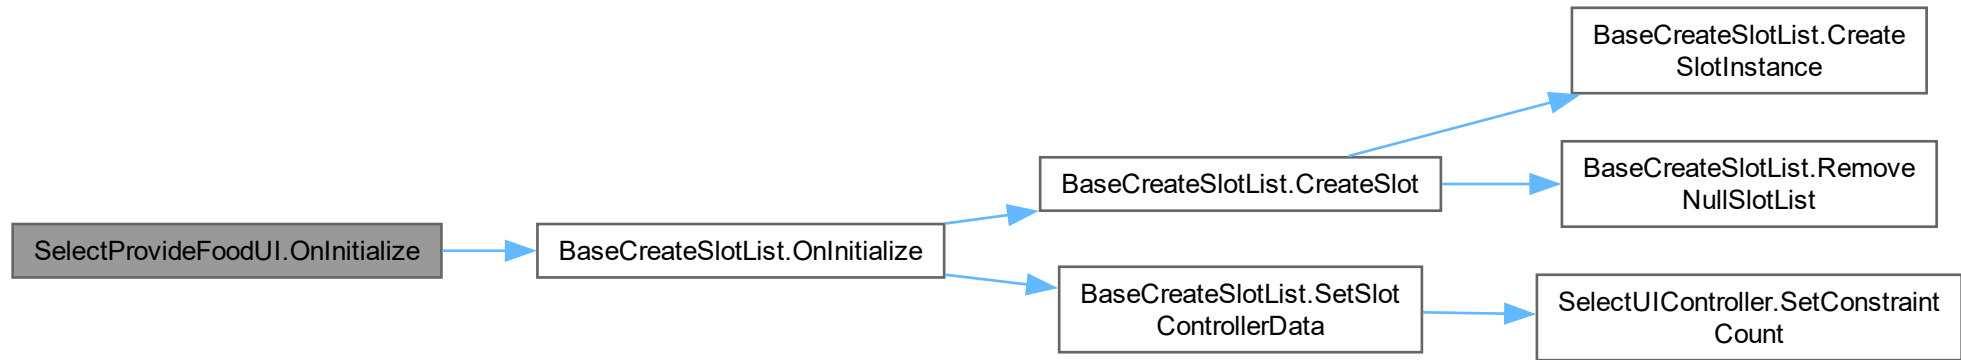 SelectProvideFoodUI.OnInitialize
BaseCreateSlotList.OnInitialize
BaseCreateSlotList.CreateSlot
BaseCreateSlotList.Create
SlotInstance
BaseCreateSlotList.Remove
NullSlotList
BaseCreateSlotList.SetSlot
ControllerData
SelectUIController.SetConstraint
Count